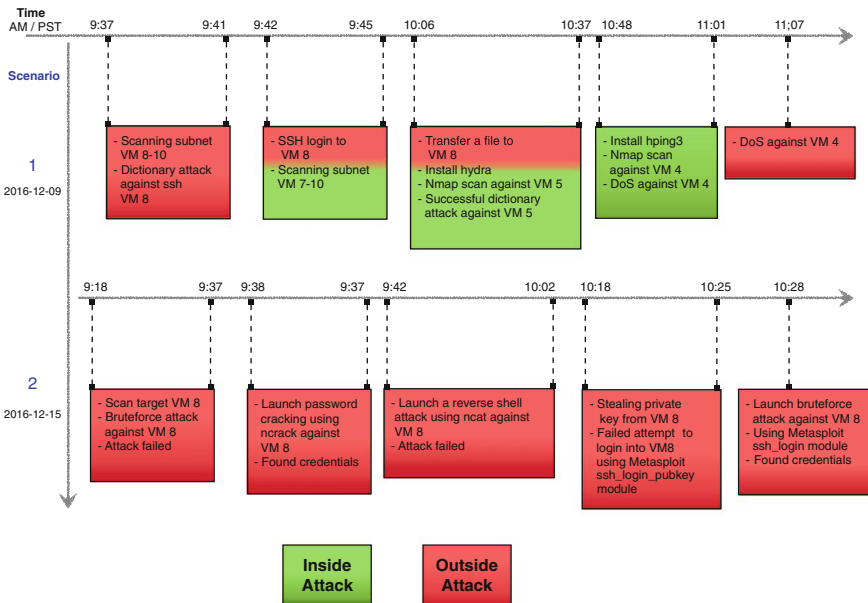 Time
AM / PST
9:37 9:41 9:42 9:45 10:06 10:37 10:48 11:01 11;07
Scenario
1
2016-12-09
- Scanning subnet
VM 8-10
- Dictionary attack
against ssh
VM 8
- SSH login to
VM 8
- Scanning subnet
VM 7-10
- Transfer a file to
VM 8
- Install hydra
- Nmap scan against VM 5
- Successful dictionary
attack against VM 5
- Install hping3
- Nmap scan
against VM 4
- DoS against VM 4
- DoS against VM 4
9:18 9:37 9:38 9:37 9:42 10:02 10:18 10:25 10:28
2
2016-12-15
- Scan target VM 8
- Bruteforce attack
against VM 8
- Attack failed
- Launch password
cracking using
ncrack against
VM 8
- Found credentials
- Launch a reverse shell
attack using ncat against
VM 8
- Attack failed
- Stealing private
key from VM 8
- Failed attempt to
login into VM8
using Metasploit
ssh_login_pubkey
module
- Launch bruteforce
attack against VM 8
- Using Metasploit
ssh_login module
- Found credentials
Inside
Attack
Outside
Attack